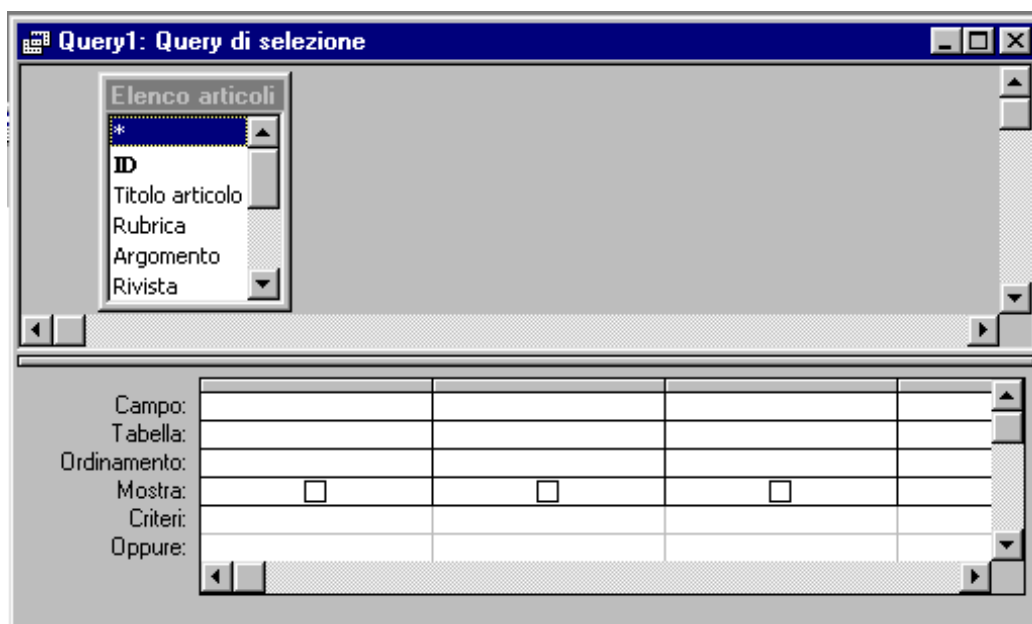 Query1: Query di selezione
Elenco articoli
*
ID
Titolo articolo
Rubrica
Argomento
Rivista
Campo:
Tabella:
Ordinamento:
Mostra:
Criteri:
Oppure: